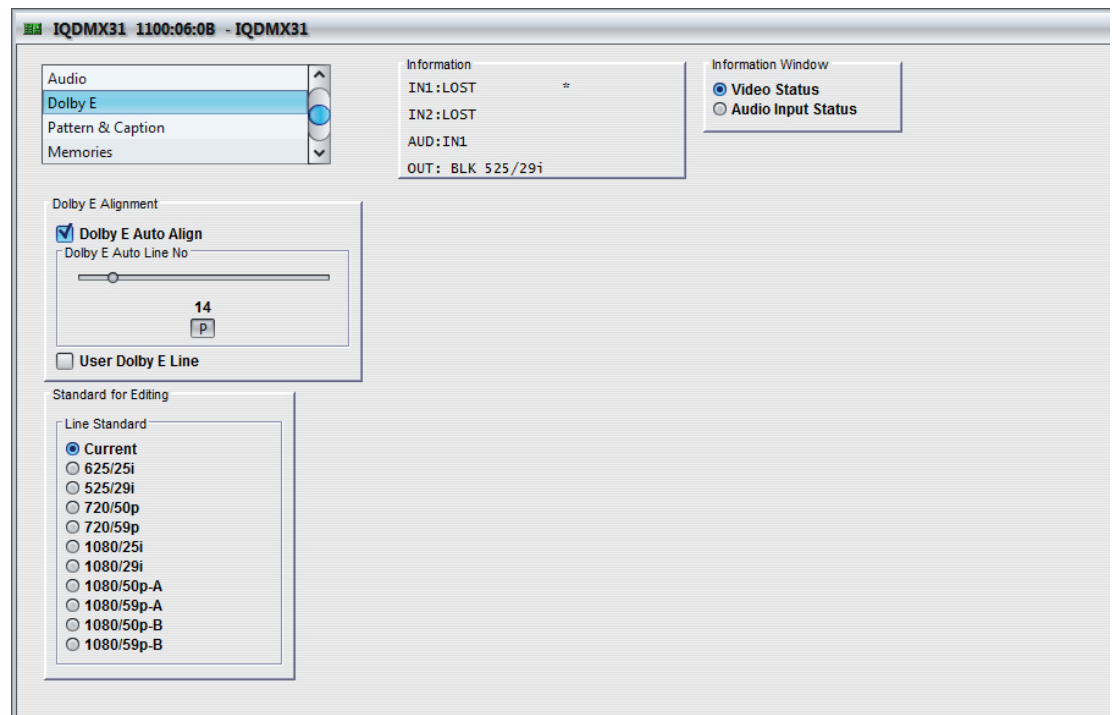 IQDMX31 1100:06:0B - IQDMX31
Audio
Dolby E
Pattern & Caption
Memories
Information
IN1:LOST *
IN2:LOST
AUD:IN1
OUT: BLK 525/29i
Information Window
Video Status
Audio Input Status
Dolby E Alignment
Dolby E Auto Align
Dolby E Auto Line No
14
P
User Dolby E Line
Standard for Editing
Line Standard
Current
625/25i
525/29i
720/50p
720/59p
1080/25i
1080/29i
1080/50p-A
1080/59p-A
1080/50p-B
1080/59p-B